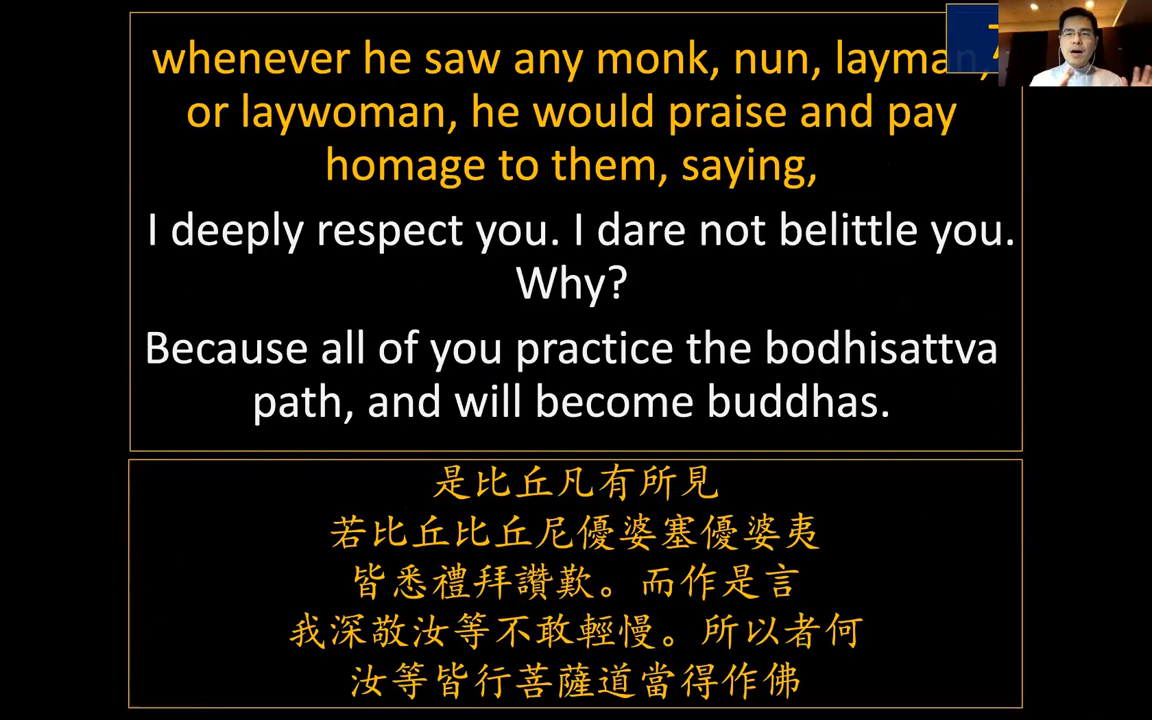 whenever he saw any monk, nun, layman,
or laywoman, he would praise and pay
homage to them, saying,
I deeply respect you. I dare not belittle you.
Why?
Because all of you practice the bodhisattva
path, and will become buddhas.
是比丘凡有所見
若比丘比丘尼優婆塞優婆夷
皆悉禮拜讚歎。而作是言
我深敬汝等不敢輕慢。所以者何
汝等皆行菩薩道當得作佛